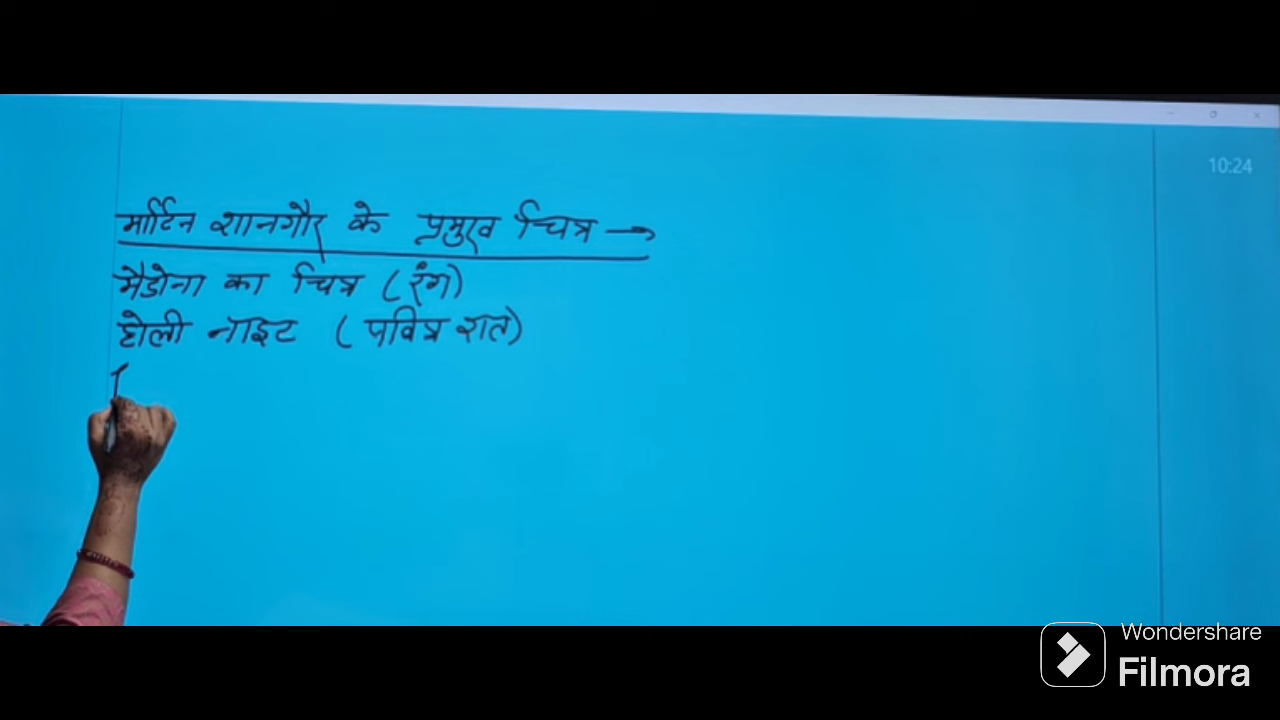 10:24
मार्टिन शानगौर के प्रमुख चित्र →
मैडोना का चित्र (रंग)
होली नाइट (पवित्र रात)
Wondershare
Filmora